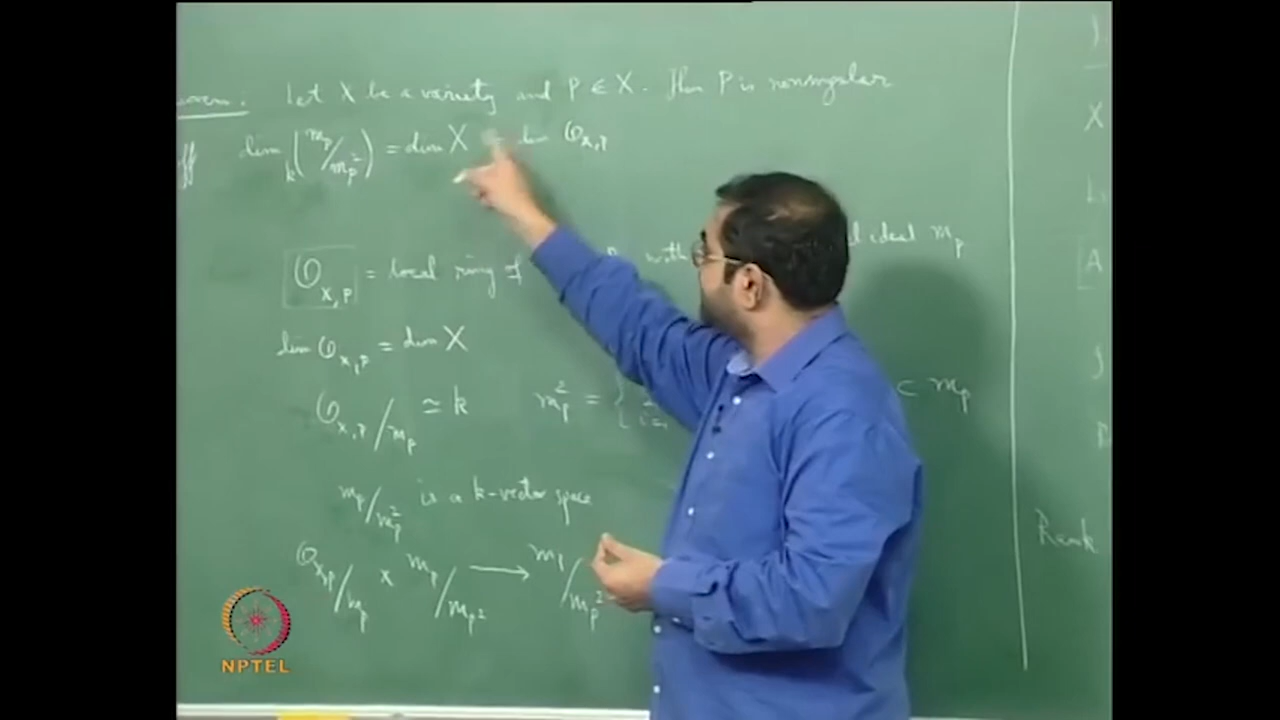 Let X be a variety and P ∈ X. Then P is nonsingular
iff dim_k (m_P/m_P^2) = dim X = dim O_{X,P}
O_{X,P} = local ring of with ideal m_P
dim O_{X,P} = dim X
O_{X,P}/m_P ≃ k m_P^2 = { ⊂ m_P
m_P/m_P^2 is a k-vector space
O_{X,P}/m_P × m_P/m_P^2 → m_P/m_P^2
X
A
Rank
NPTEL